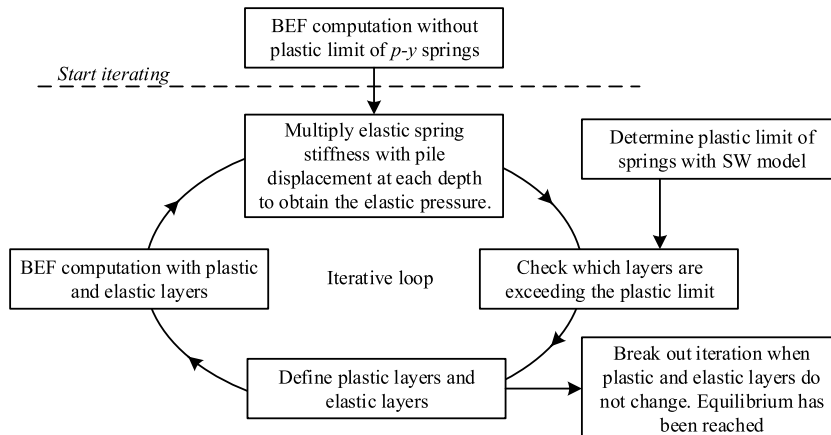 BEF computation without
plastic limit of p-y springs
Start iterating
Multiply elastic spring
stiffness with pile
displacement at each depth
to obtain the elastic pressure.
Determine plastic limit of
springs with SW model
BEF computation with plastic
and elastic layers
Iterative loop
Check which layers are
exceeding the plastic limit
Define plastic layers and
elastic layers
Break out iteration when
plastic and elastic layers do
not change. Equilibrium has
been reached